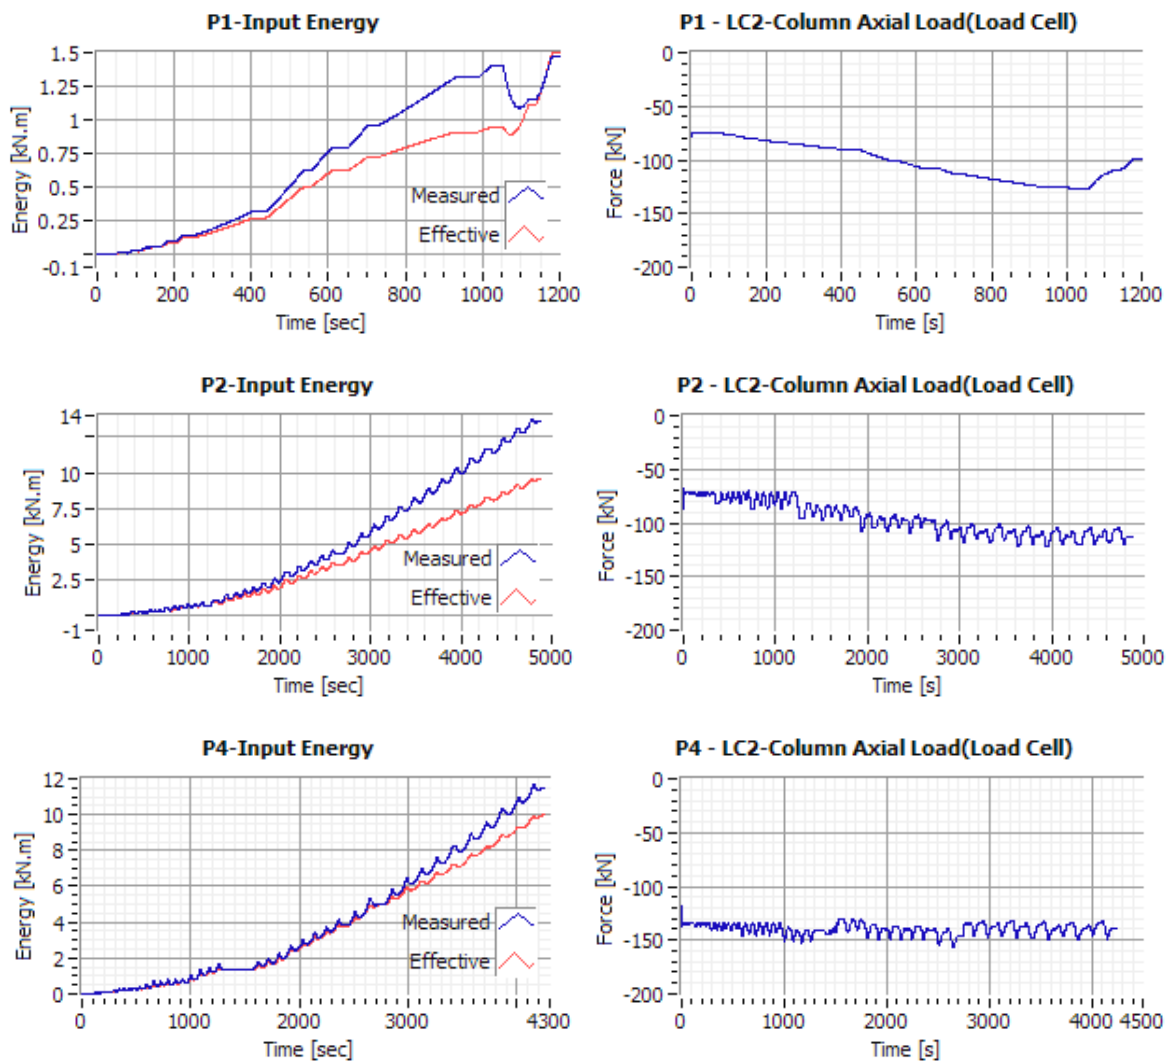 P1-Input Energy
1.5
1.25
1
0.75
0.5
0.25
-0.1
Energy [kN.m]
Measured
Effective
0 200 400 600 800 1000 1200
Time [sec]
P1 - LC2-Column Axial Load(Load Cell)
0
-50
-100
-150
-200
Force [kN]
0 200 400 600 800 1000 1200
Time [s]
P2-Input Energy
14
10
7.5
5
2.5
-1
Energy [kN.m]
Measured
Effective
0 1000 2000 3000 4000 5000
Time [sec]
P2 - LC2-Column Axial Load(Load Cell)
0
-50
-100
-150
-200
Force [kN]
0 1000 2000 3000 4000 5000
Time [s]
P4-Input Energy
12
10
8
6
4
2
0
Energy [kN.m]
Measured
Effective
0 1000 2000 3000 4300
Time [sec]
P4 - LC2-Column Axial Load(Load Cell)
0
-50
-100
-150
-200
Force [kN]
0 1000 2000 3000 4000 4500
Time [s]